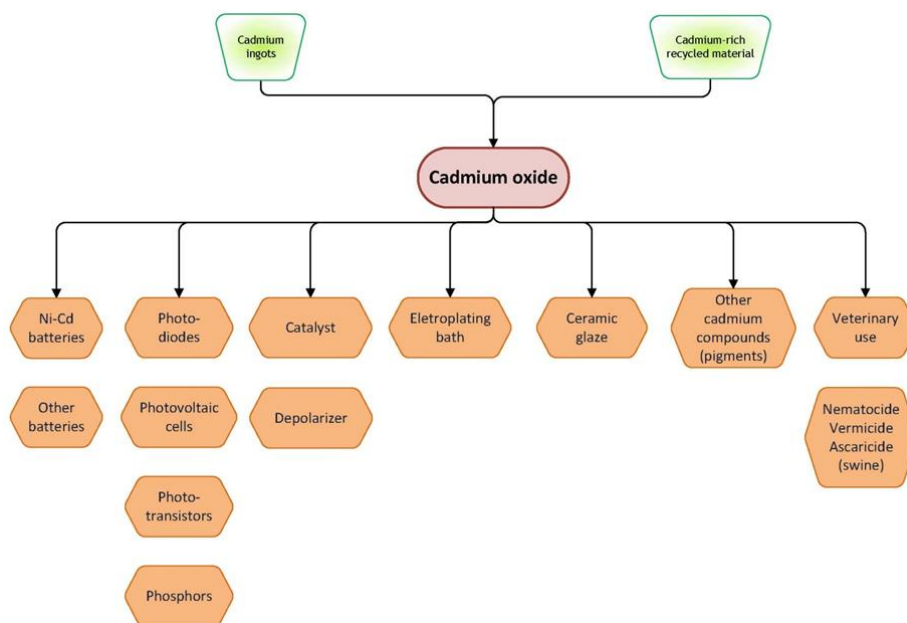 Cadmium
ingots
Cadmium-rich
recycled material
Cadmium oxide
Ni-Cd
batteries
Photo-
diodes
Catalyst
Eletroplating
bath
Ceramic
glaze
Other
cadmium
compounds
(pigments)
Veterinary
use
Other
batteries
Photovoltaic
cells
Depolarizer
Nematocide
Vermicide
Ascaricide
(swine)
Photo-
transistors
Phosphors